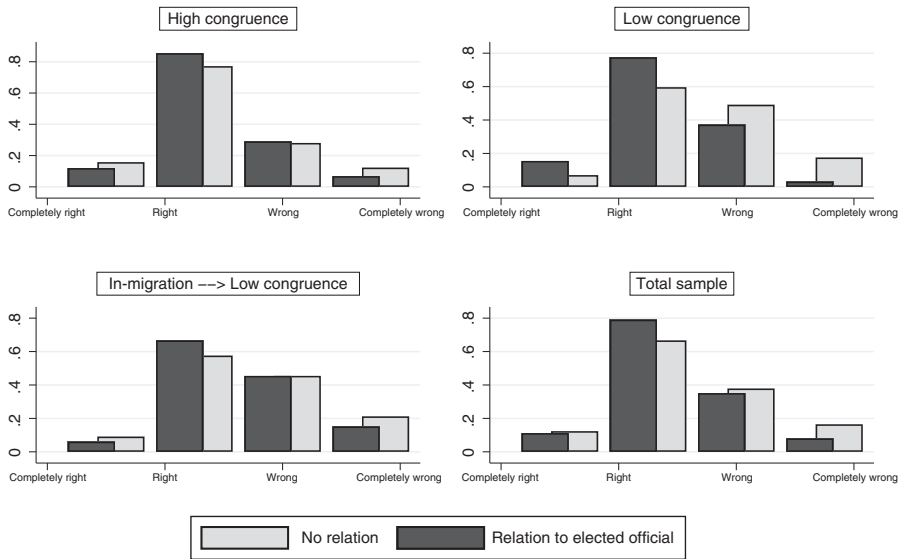 High congruence
.8
.6
.4
.2
0
Completely right Right Wrong Completely wrong
Low congruence
.8
.6
.4
.2
0
Completely right Right Wrong Completely wrong
In-migration −−> Low congruence
.8
.6
.4
.2
0
Completely right Right Wrong Completely wrong
Total sample
.8
.6
.4
.2
0
Completely right Right Wrong Completely wrong
No relation Relation to elected official